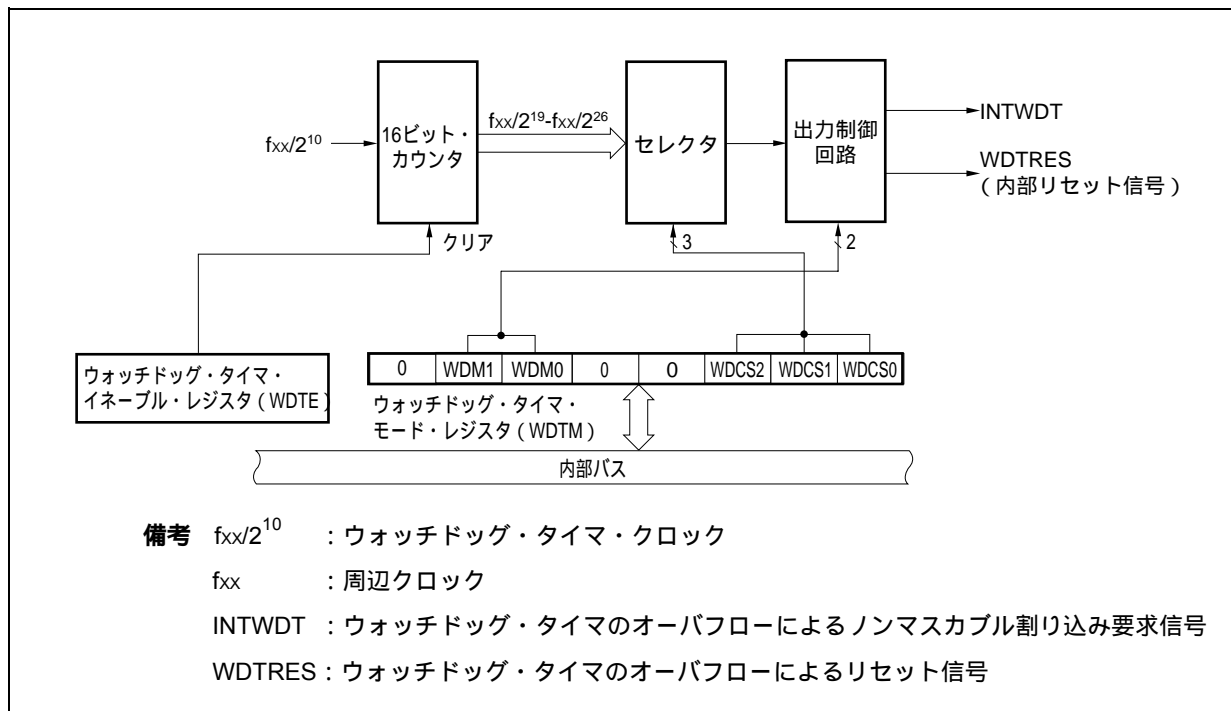 fxx/2^10
16ビット・
カウンタ
fxx/2^19-fxx/2^26
セレクタ
出力制御
回路
INTWDT
WDTRES
（内部リセット信号）
クリア
3
2
ウォッチドッグ・タイマ・
イネーブル・レジスタ（WDTE）
0 WDM1 WDM0 0 0 WDCS2 WDCS1 WDCS0
ウォッチドッグ・タイマ・
モード・レジスタ（WDTM）
内部バス
備考 fxx/2^10 ：ウォッチドッグ・タイマ・クロック
fxx ：周辺クロック
INTWDT ：ウォッチドッグ・タイマのオーバフローによるノンマスカブル割り込み要求信号
WDTRES：ウォッチドッグ・タイマのオーバフローによるリセット信号